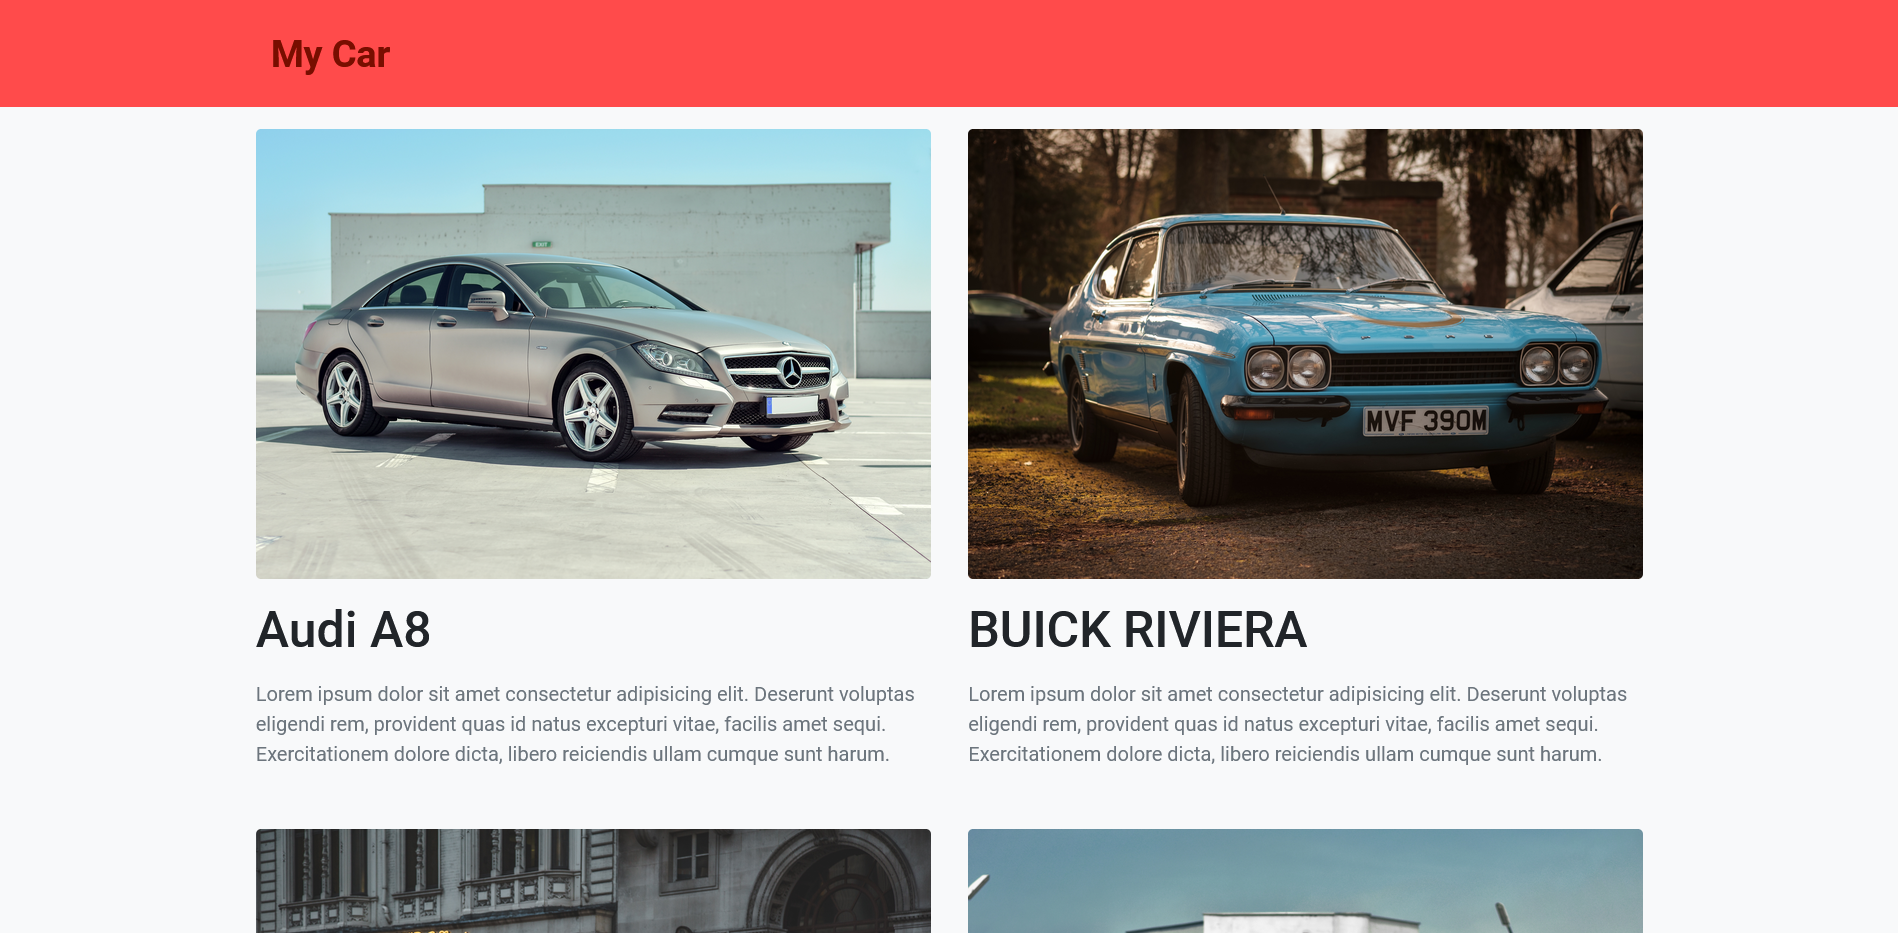 My Car
EXIT
FORD
MVF 390M
Audi A8
BUICK RIVIERA
Lorem ipsum dolor sit amet consectetur adipisicing elit. Deserunt voluptas
eligendi rem, provident quas id natus excepturi vitae, facilis amet sequi.
Exercitationem dolore dicta, libero reiciendis ullam cumque sunt harum.
Lorem ipsum dolor sit amet consectetur adipisicing elit. Deserunt voluptas
eligendi rem, provident quas id natus excepturi vitae, facilis amet sequi.
Exercitationem dolore dicta, libero reiciendis ullam cumque sunt harum.